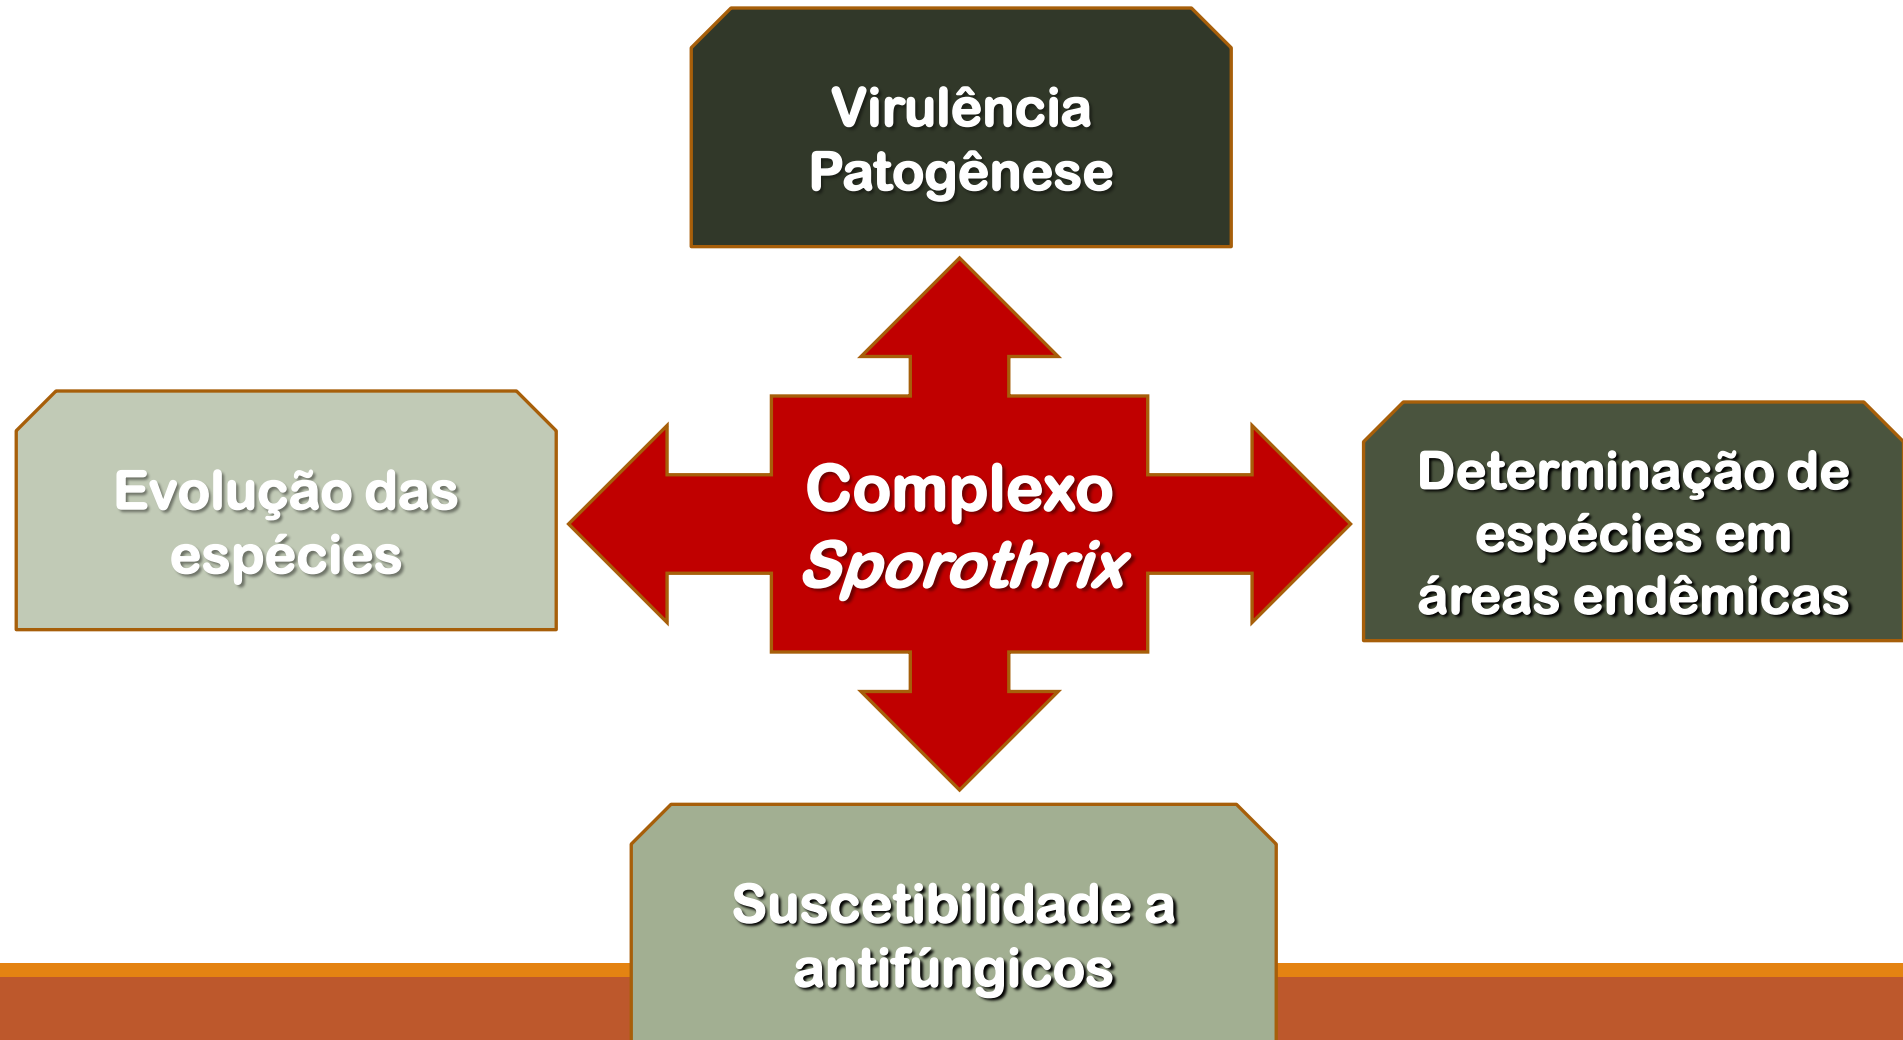 Virulência
Patogênese
Evolução das
espécies
Complexo
Sporothrix
Determinação de
espécies em
áreas endêmicas
Suscetibilidade a
antifúngicos